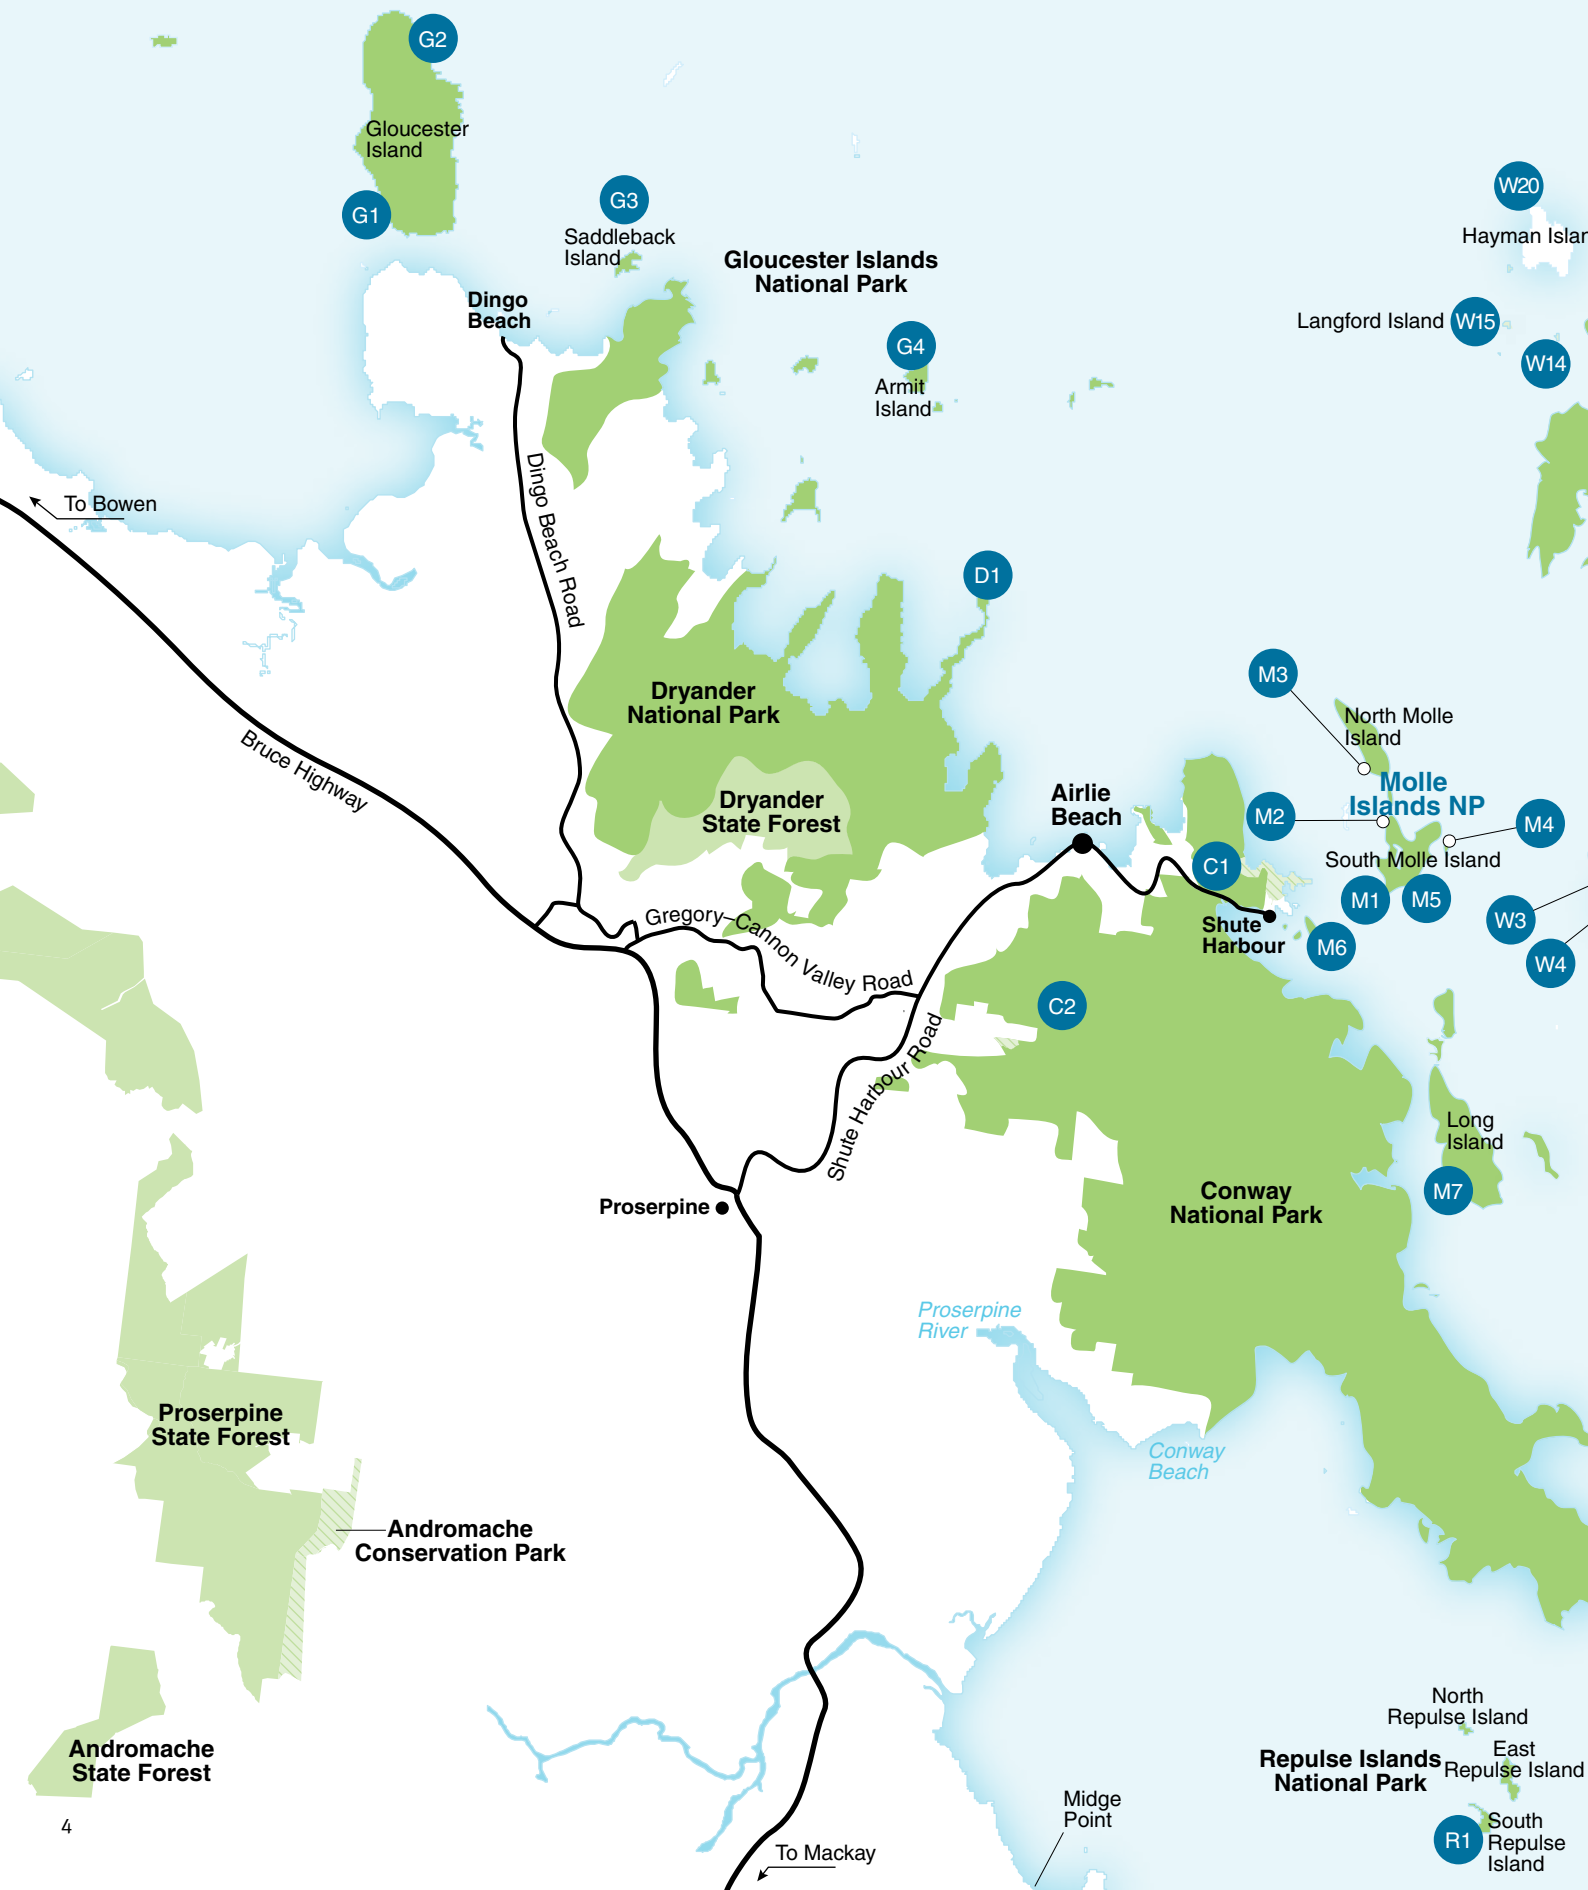 G2
Gloucester
Island
G1
G3
Saddleback
Island
Gloucester Islands
National Park
Dingo
Beach
G4
Armit
Island
W20
Hayman Islan
Langford Island
W15
W14
To Bowen
Dingo Beach Road
D1
Dryander
National Park
Bruce Highway
Dryander
State Forest
M3
North Molle
Island
Molle
Islands NP
M2
M4
South Molle Island
Airlie
Beach
C1
M1
M5
W3
Shute
Harbour
M6
W4
Gregory–Cannon Valley Road
C2
Shute Harbour Road
Long
Island
M7
Proserpine
Conway
National Park
Proserpine
River
Conway
Beach
Proserpine
State Forest
Andromache
Conservation Park
Andromache
State Forest
North
Repulse Island
Repulse Islands
National Park
East
Repulse Island
R1
South
Repulse
Island
Midge
Point
To Mackay
4